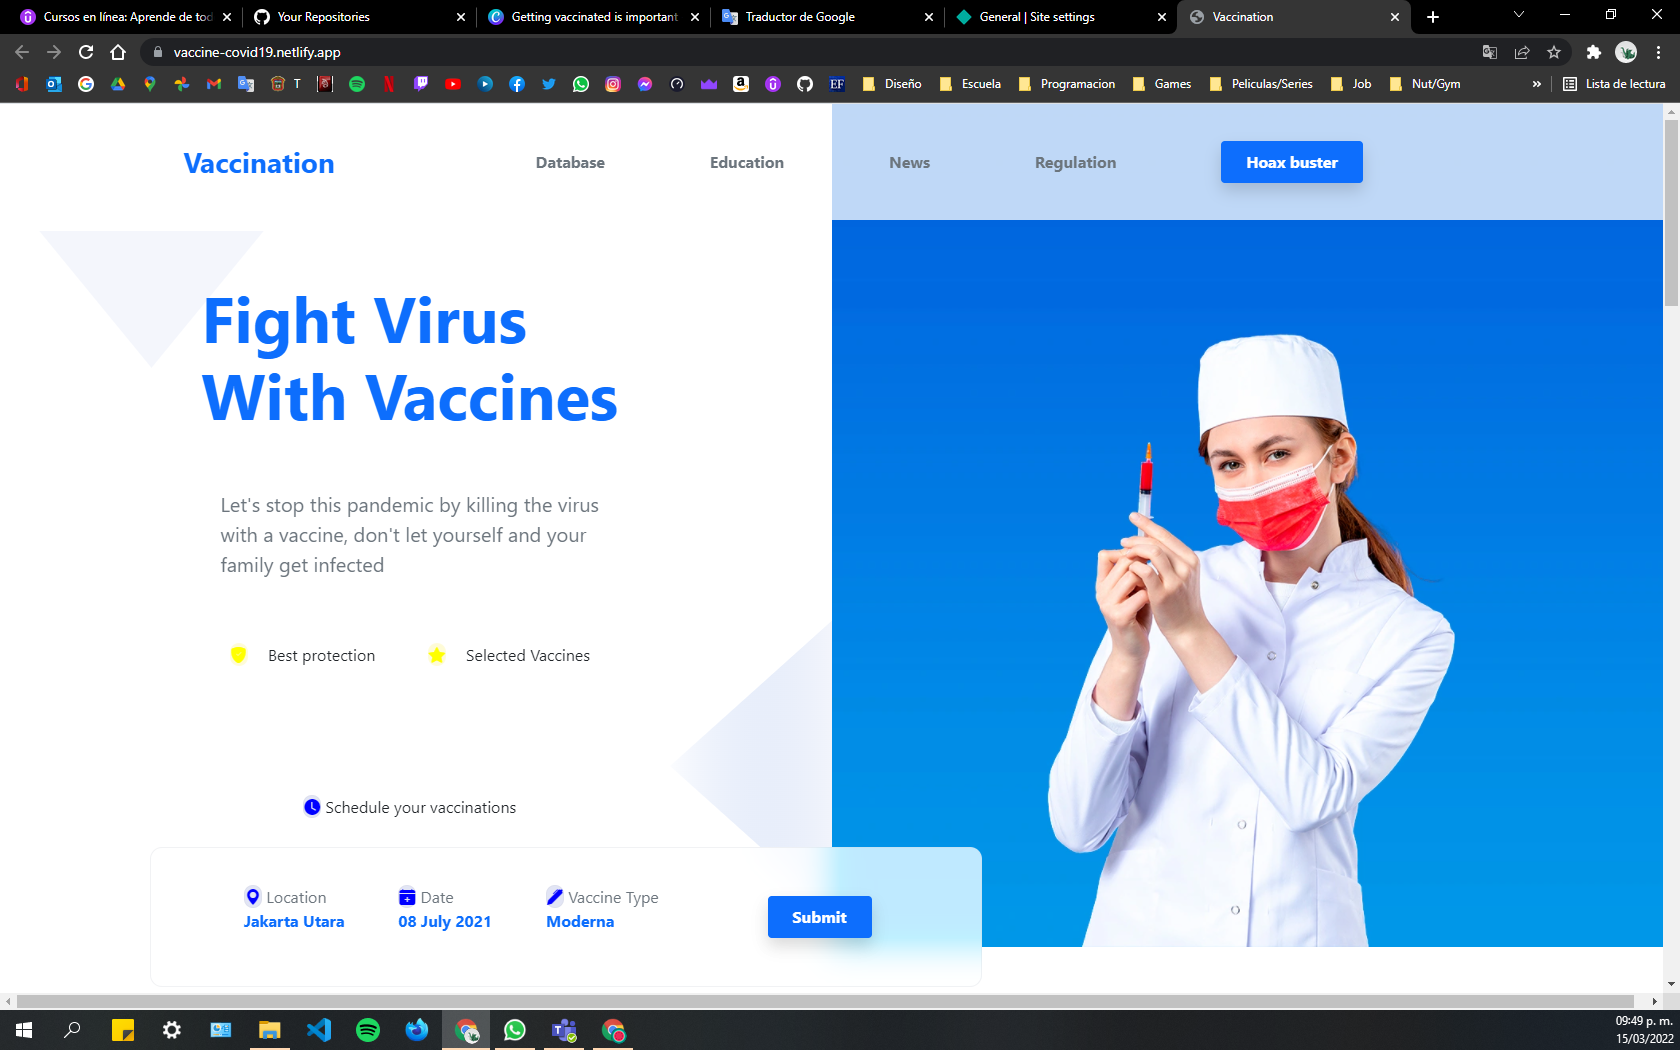 Cursos en línea: Aprende de tod
Your Repositories
Getting vaccinated is important
Traductor de Google
General | Site settings
Vaccination
vaccine-covid19.netlify.app
T
EF
Diseño
Escuela
Programacion
Games
Peliculas/Series
Job
Nut/Gym
»
Lista de lectura
Vaccination
Database
Education
News
Regulation
Hoax buster
Fight Virus
With Vaccines
Let's stop this pandemic by killing the virus
with a vaccine, don't let yourself and your
family get infected
Best protection
Selected Vaccines
Schedule your vaccinations
Location
Jakarta Utara
Date
08 July 2021
Vaccine Type
Moderna
Submit
09:49 p. m.
15/03/2022